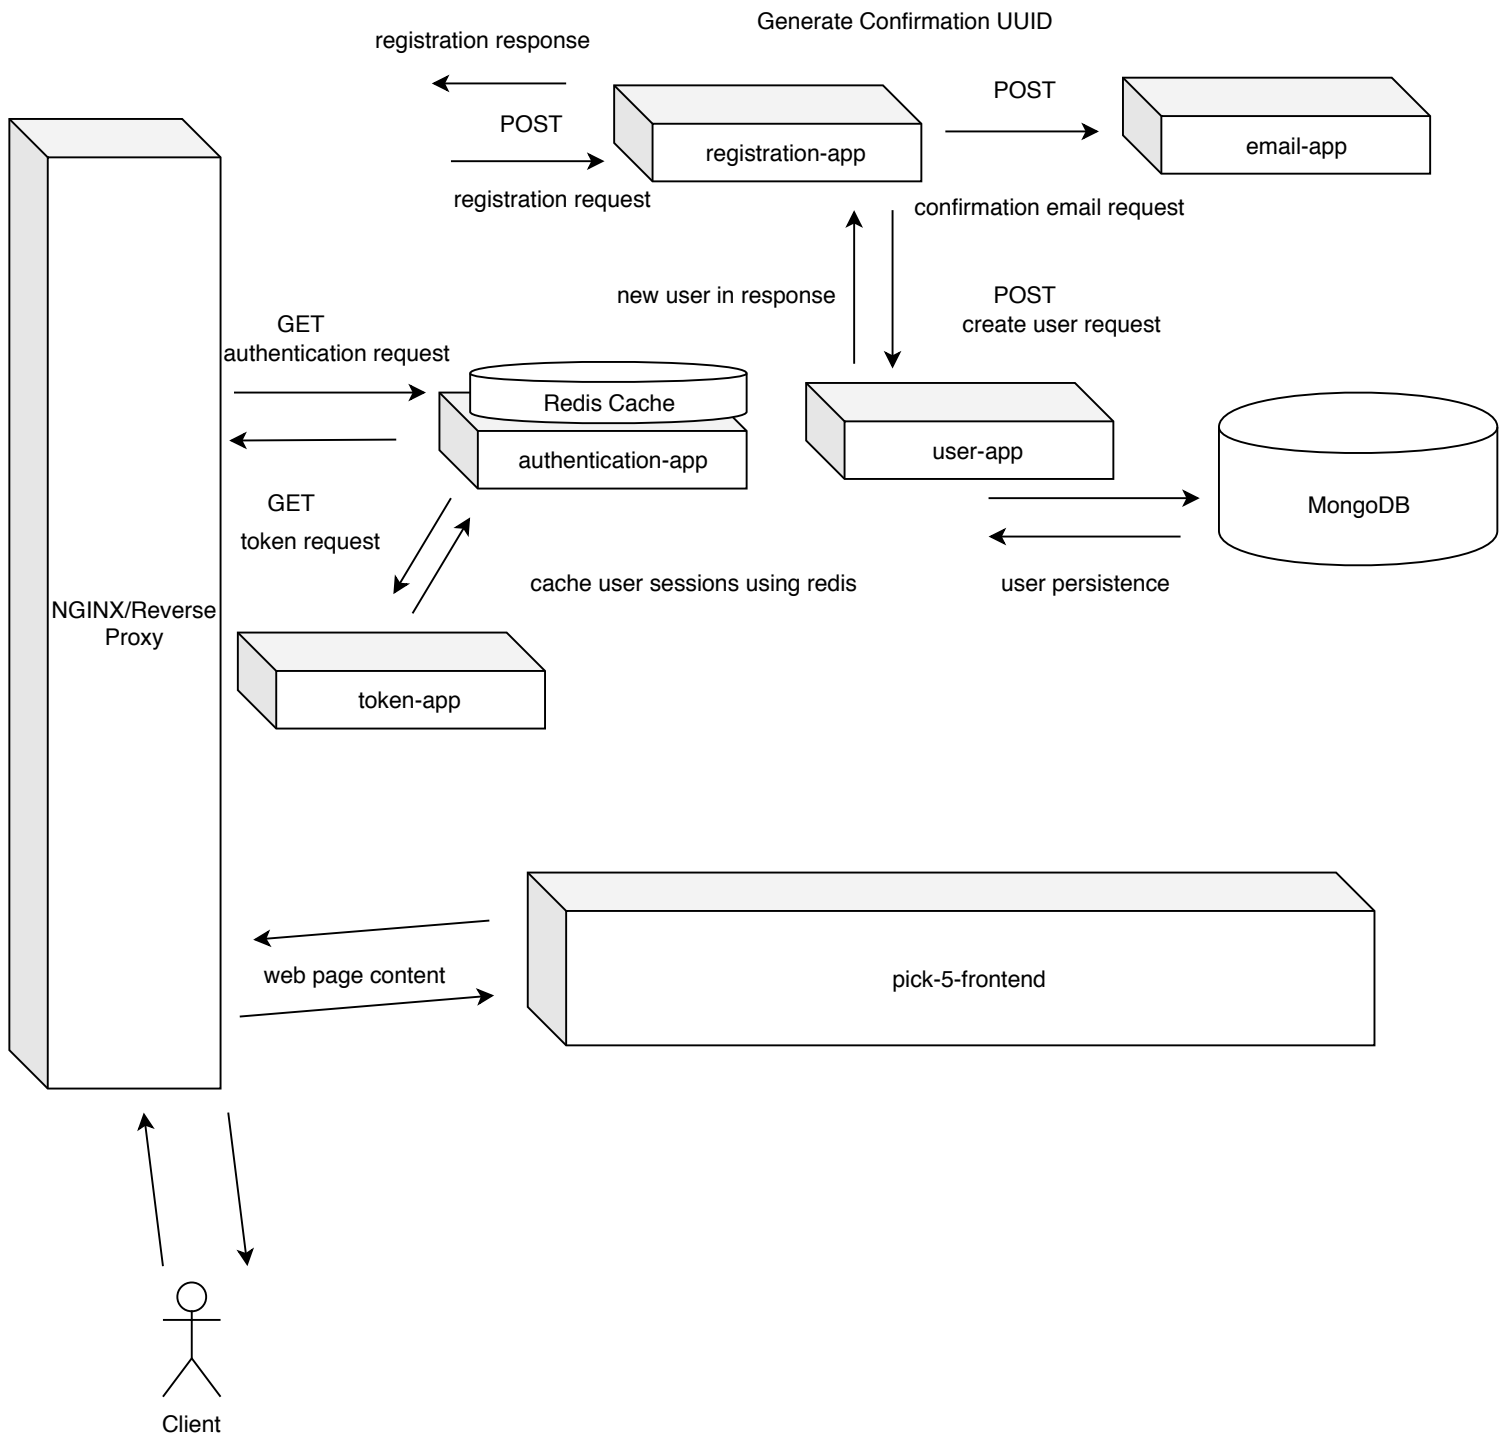 Generate Confirmation UUID
registration response
POST
POST
registration-app
email-app
registration request
confirmation email request
new user in response
POST
create user request
GET
authentication request
Redis Cache
authentication-app
user-app
MongoDB
GET
token request
cache user sessions using redis
user persistence
NGINX/Reverse
Proxy
token-app
web page content
pick-5-frontend
Client